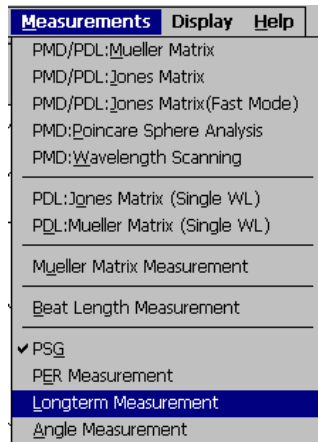 Measurements Display Help
PMD/PDL:Mueller Matrix
PMD/PDL:Jones Matrix
PMD/PDL:Jones Matrix(Fast Mode)
PMD:Poincare Sphere Analysis
PMD:Wavelength Scanning
PDL:Jones Matrix (Single WL)
PDL:Mueller Matrix (Single WL)
Mueller Matrix Measurement
Beat Length Measurement
✓PSG
PER Measurement
Longterm Measurement
Angle Measurement